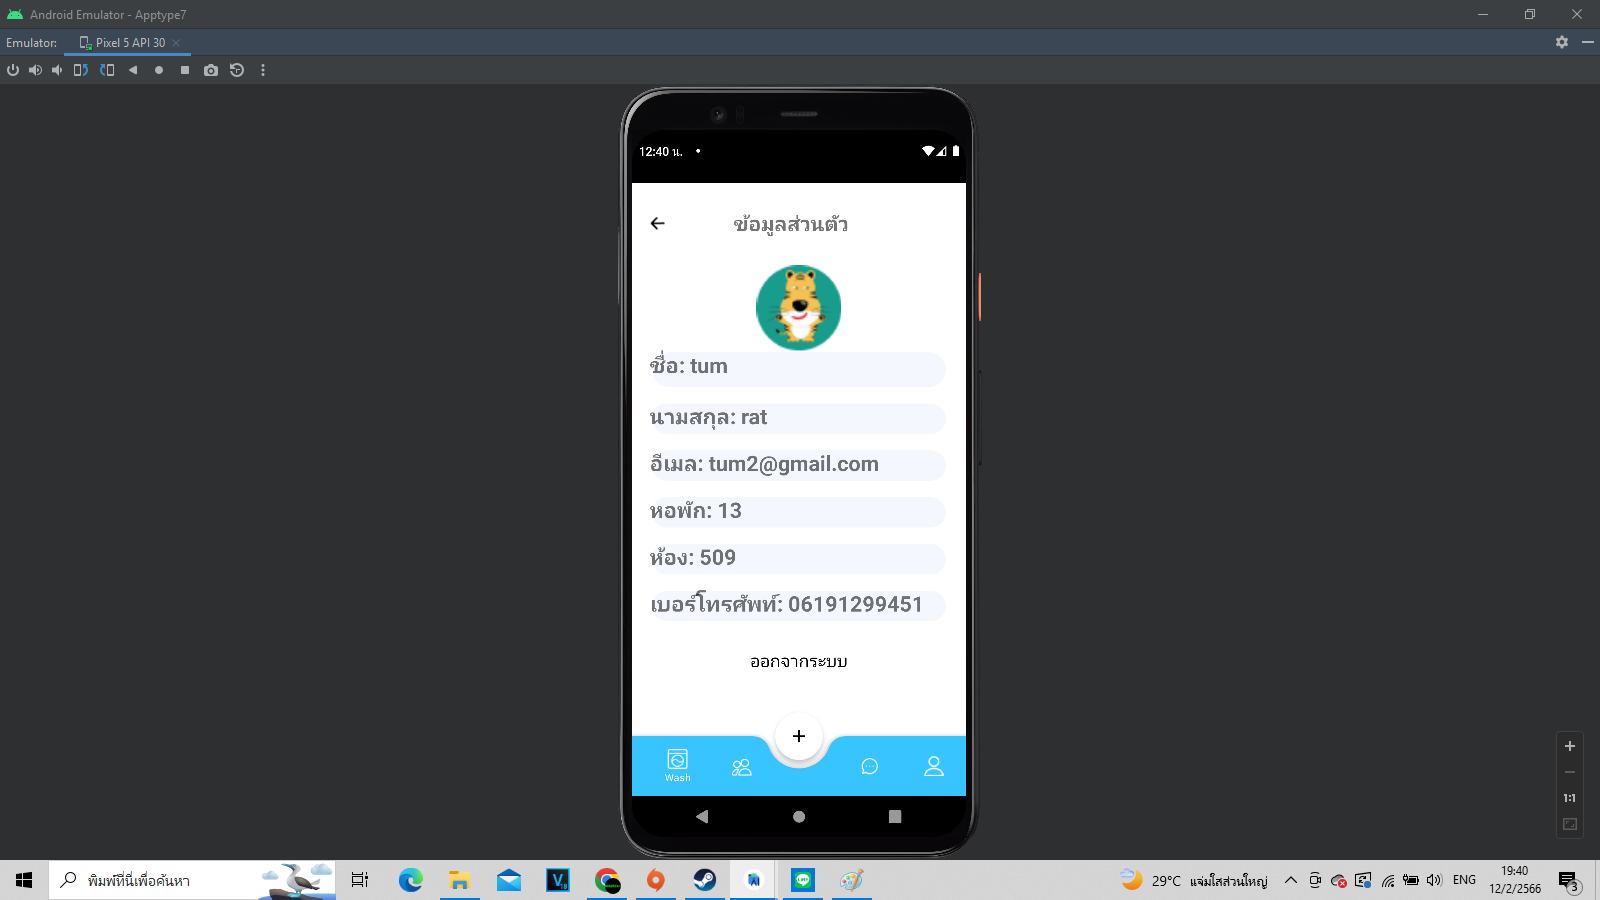 Android Emulator - Apptype7
Emulator:
Pixel 5 API 30
12:40 น.
ข้อมูลส่วนตัว
ชื่อ: tum
นามสกุล: rat
อีเมล: tum2@gmail.com
หอพัก: 13
ห้อง: 509
เบอร์โทรศัพท์: 06191299451
ออกจากระบบ
+
Wash
1:1
พิมพ์ที่นี่เพื่อค้นหา
29°C แจ่มใสส่วนใหญ่
ENG
19:40
12/2/2566
3